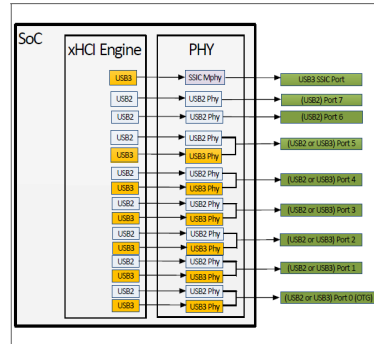 SoC
xHCI Engine PHY
USB3 SSIC Mphy USB3 SSIC Port
USB2 USB2 Phy (USB2) Port 7
USB2 USB2 Phy (USB2) Port 6
USB2 USB2 Phy
(USB2 or USB3) Port 5
USB3 USB3 Phy
USB2 USB2 Phy
(USB2 or USB3) Port 4
USB3 USB3 Phy
USB2 USB2 Phy
(USB2 or USB3) Port 3
USB3 USB3 Phy
USB2 USB2 Phy
(USB2 or USB3) Port 2
USB3 USB3 Phy
USB2 USB2 Phy
(USB2 or USB3) Port 1
USB3 USB3 Phy
USB2 USB2 Phy
(USB2 or USB3) Port 0 (OTG)
USB3 USB3 Phy